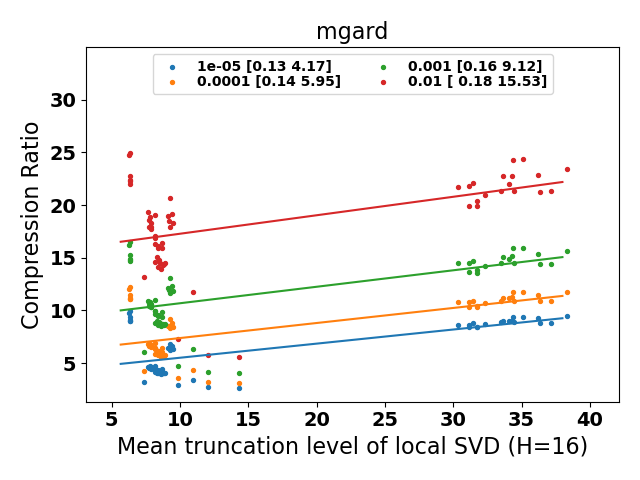 mgard
1e-05 [0.13 4.17]
0.0001 [0.14 5.95]
0.001 [0.16 9.12]
0.01 [ 0.18 15.53]
Compression Ratio
30
25
20
15
10
5
5 10 15 20 25 30 35 40
Mean truncation level of local SVD (H=16)